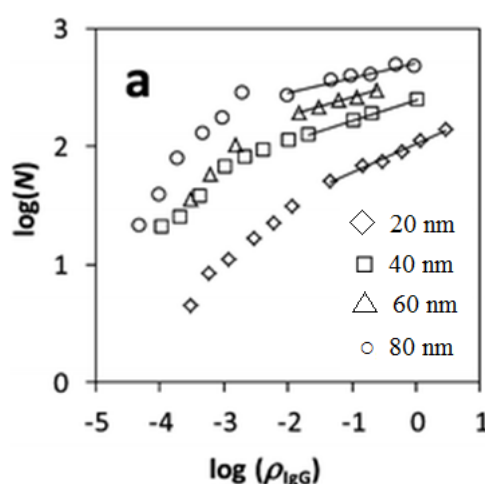 3
a
2
log(N)
1
0
◇ 20 nm
□ 40 nm
△ 60 nm
○ 80 nm
-5 -4 -3 -2 -1 0 1
log (ρIgG)